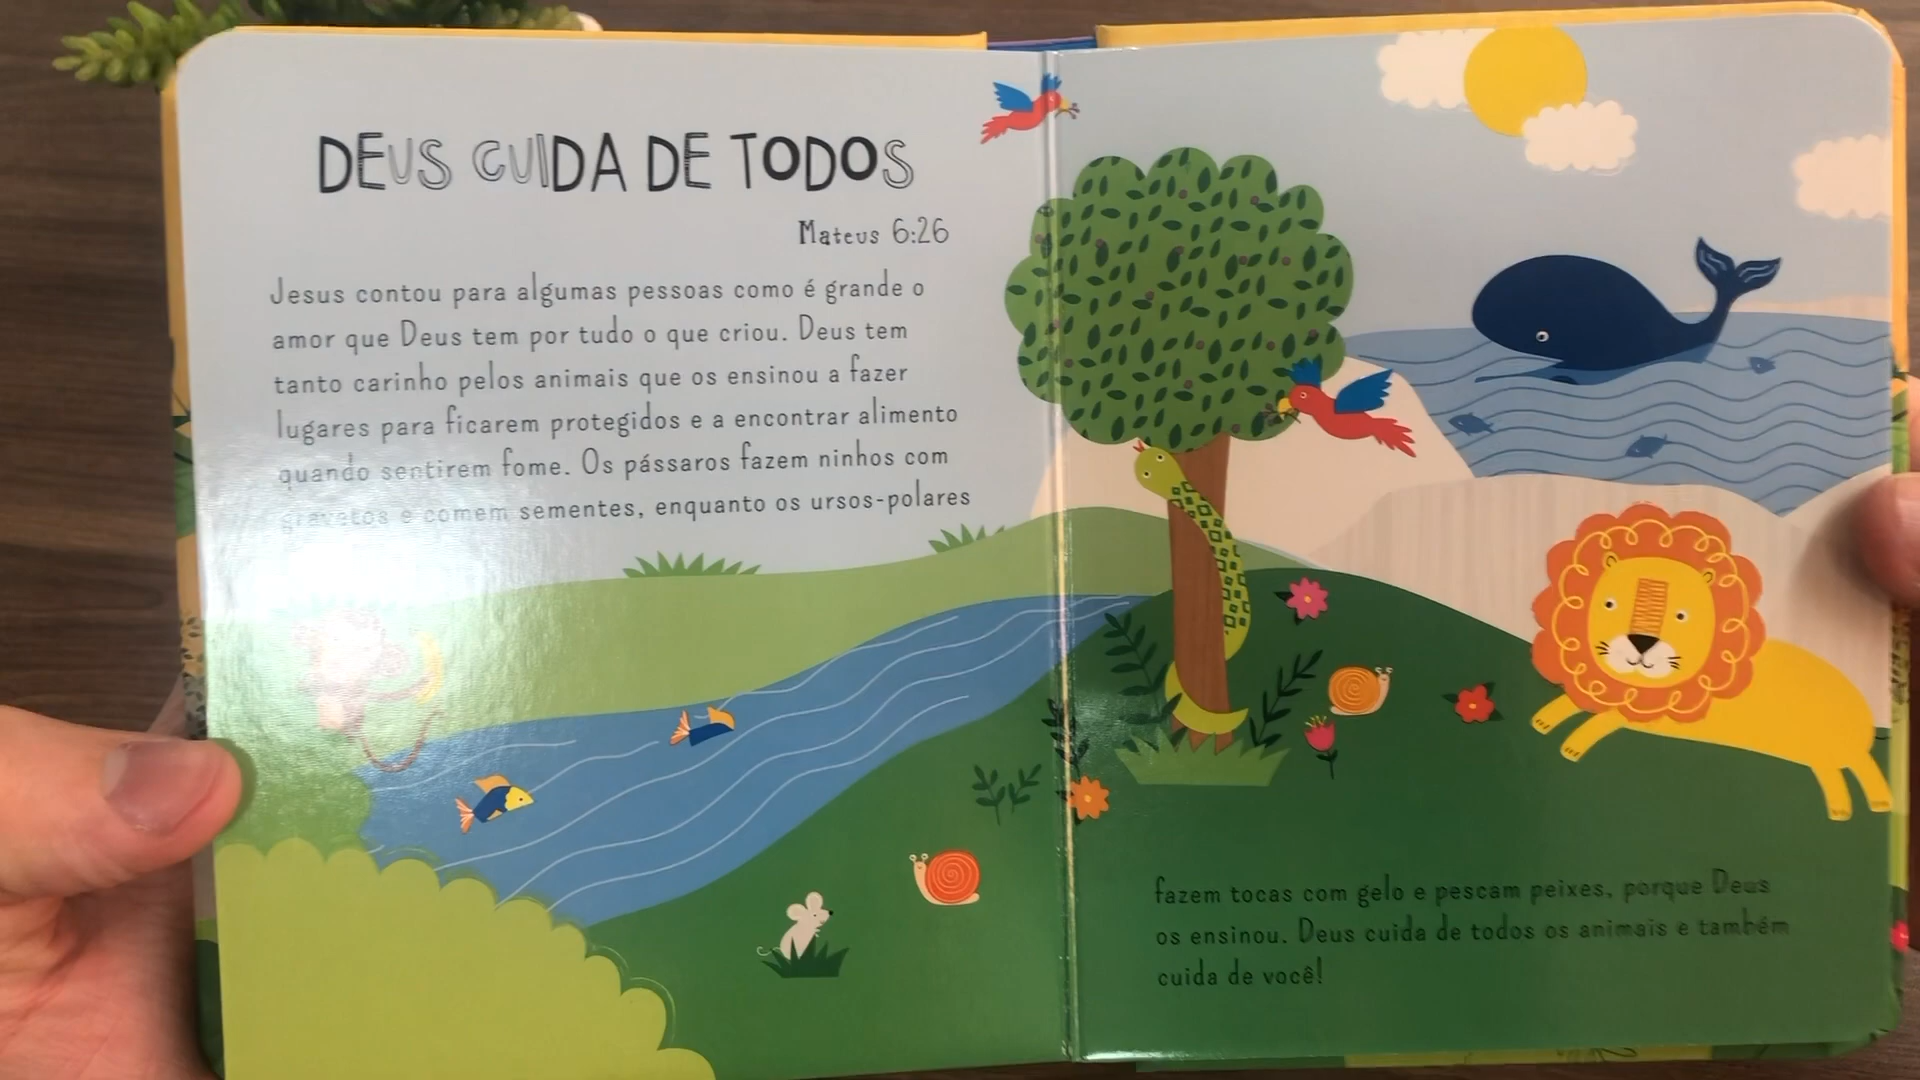 DEUS CUIDA DE TODOS
Mateus 6:26
Jesus contou para algumas pessoas como é grande o
amor que Deus tem por tudo o que criou. Deus tem
tanto carinho pelos animais que os ensinou a fazer
lugares para ficarem protegidos e a encontrar alimento
quando sentirem fome. Os pássaros fazem ninhos com
gravetos e comem sementes, enquanto os ursos-polares
fazem tocas com gelo e pescam peixes, porque Deus
os ensinou. Deus cuida de todos os animais e também
cuida de você!